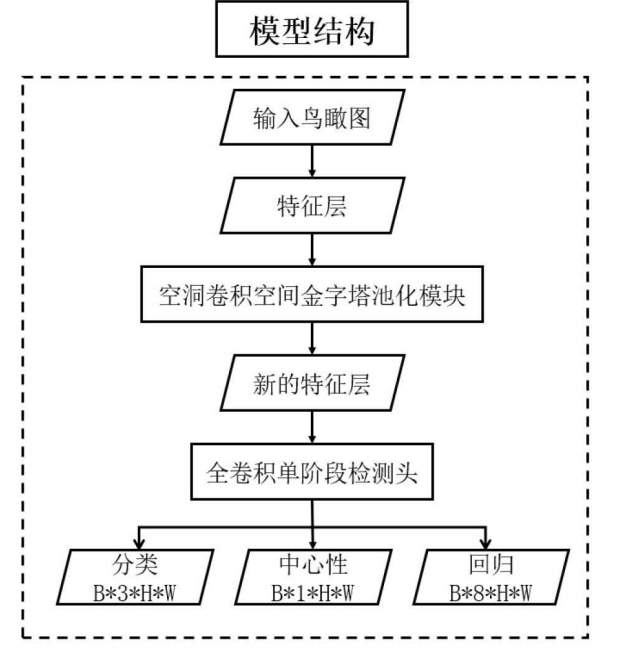 模型结构
输入鸟瞰图
特征层
空洞卷积空间金字塔池化模块
新的特征层
全卷积单阶段检测头
分类
B*3*H*W
中心性
B*1*H*W
回归
B*8*H*W